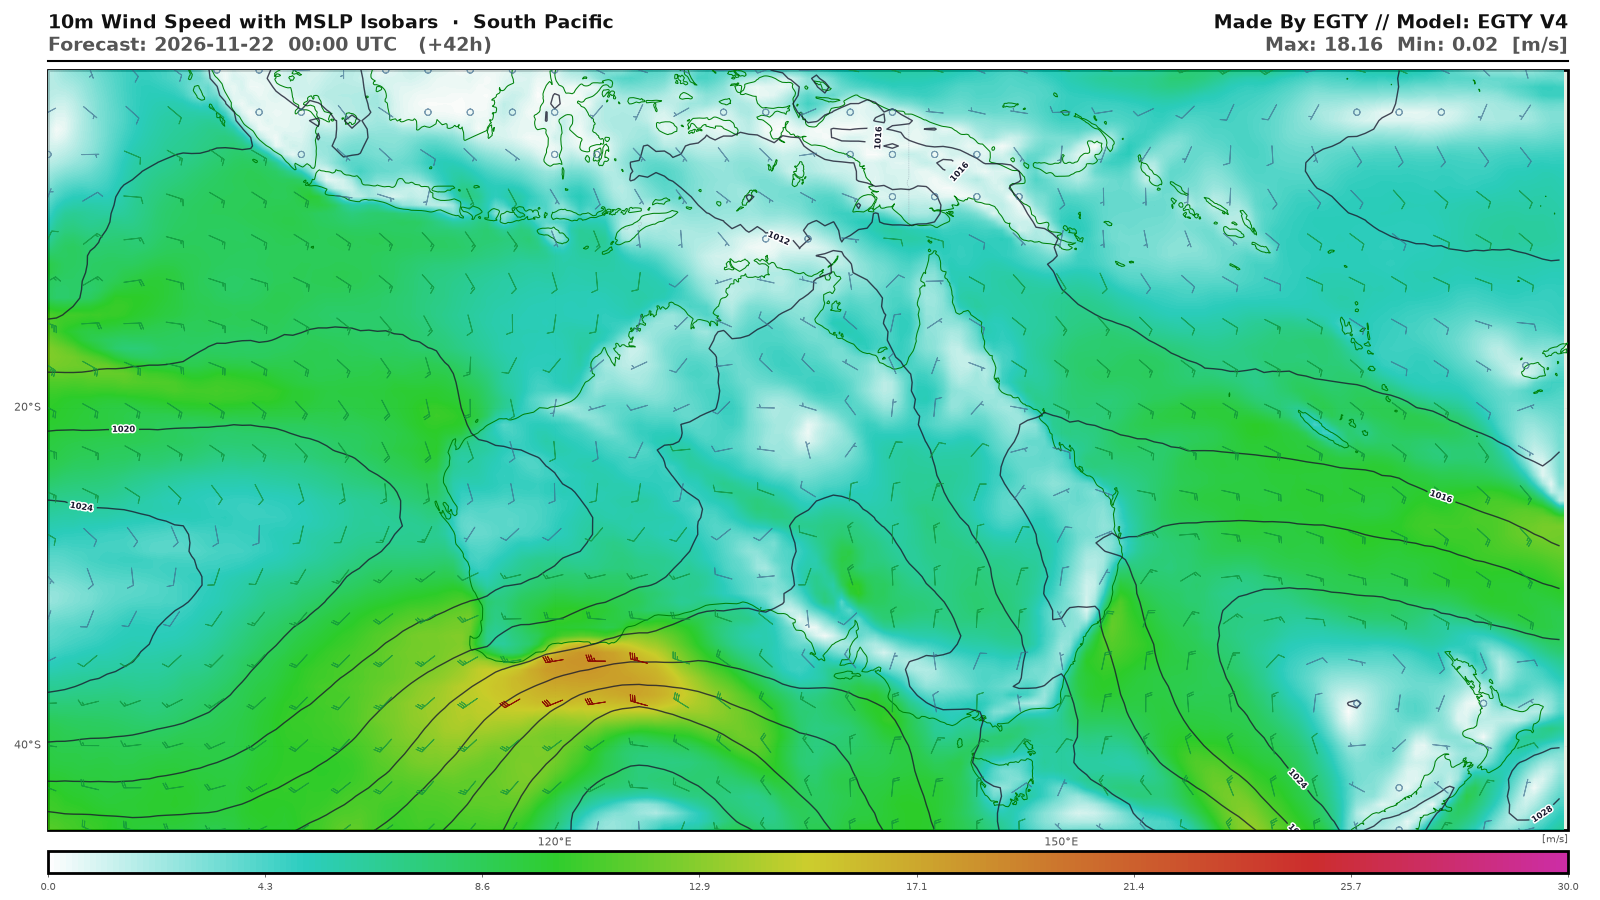 10m Wind Speed with MSLP Isobars · South Pacific
Made By EGTY // Model: EGTY V4
Forecast: 2026-11-22 00:00 UTC (+42h)
Max: 18.16 Min: 0.02 [m/s]
1016
1016
1012
20°S
1020
1024
1016
40°S
1024
1028
120°E
150°E
[m/s]
0.0
4.3
8.6
12.9
17.1
21.4
25.7
30.0